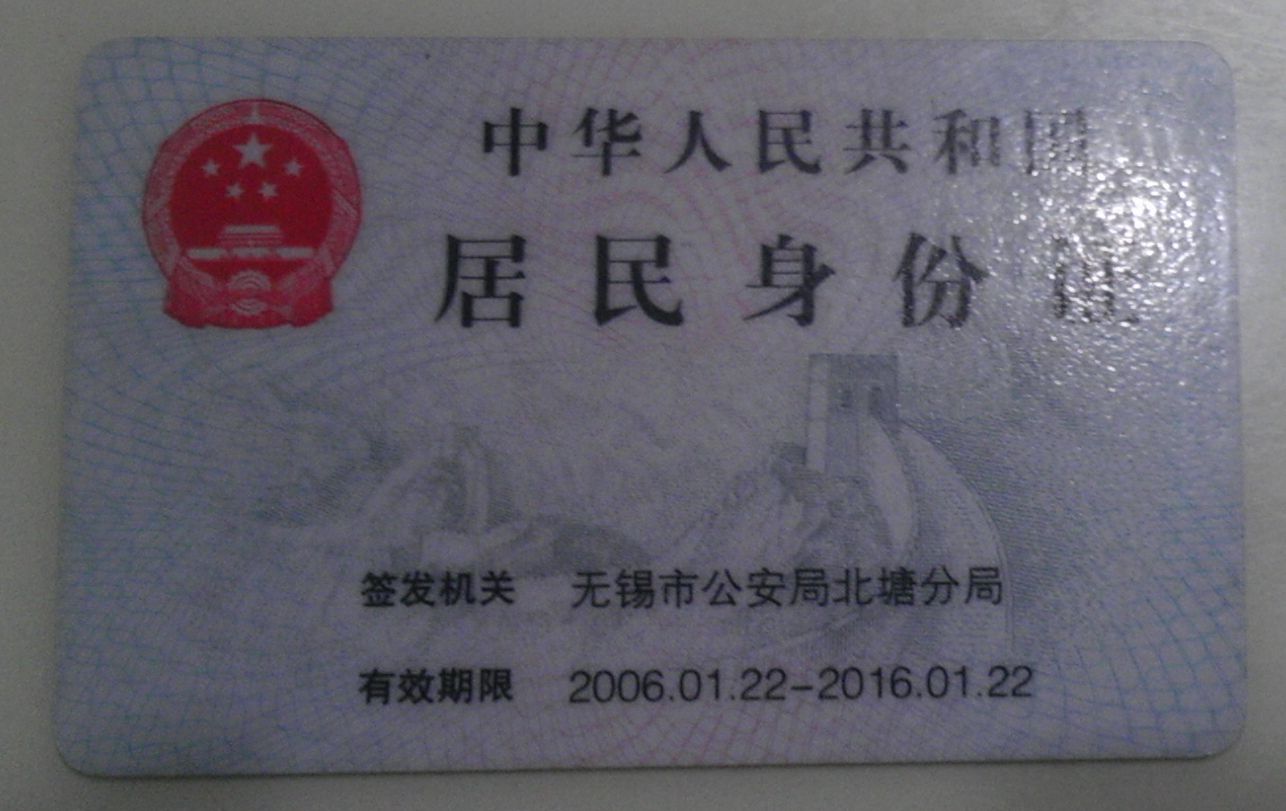 中华人民共和国
居民身份证
签发机关 无锡市公安局北塘分局
有效期限 2006.01.22-2016.01.22